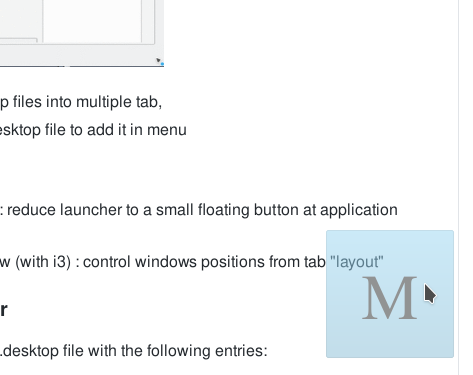 p files into multiple tab,
esktop file to add it in menu
: reduce launcher to a small floating button at application
w (with i3) : control windows positions from tab "layout"
M
r
.desktop file with the following entries: